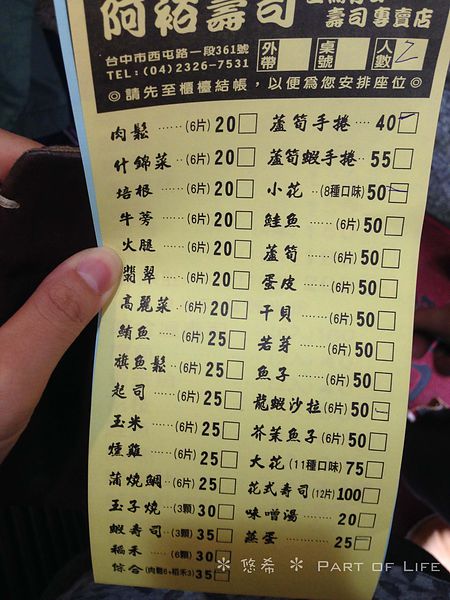 阿裕壽司
壽司專賣店
台中市西屯路一段361號
TEL:(04)2326-7531
外帶
桌號
人數 2
◎請先至櫃檯結帳，以便為您安排座位◎
肉鬆……(6片) 20□
什錦菜…(6片) 20□
培根……(6片) 20□
牛蒡……(6片) 20□
火腿……(6片) 20□
翡翠……(6片) 20□
高麗菜…(6片) 20□
鮪魚……(6片) 25□
旗魚鬆…(6片) 25□
起司……(6片) 25□
玉米……(6片) 25□
燻雞……(6片) 25□
蒲燒鯛…(6片) 25□
玉子燒…(3顆) 30□
蝦壽司…(3顆) 35□
稻禾……(6顆) 30□
綜合(肉鬆6+稻禾3) 35□
蘆筍手捲… 40□
蘆筍蝦手捲… 55□
小花…(8種口味) 50□
鮭魚……(6片) 50□
蘆筍……(6片) 50□
蛋皮……(6片) 50□
干貝……(6片) 50□
若芽……(6片) 50□
魚子……(6片) 50□
龍蝦沙拉(6片) 50□
芥茉魚子(6片) 50□
大花…(11種口味) 75□
花式壽司(12片) 100□
味噌湯…… 20□
蒸蛋……… 25□
✻ 悠希 ✻ PART OF LIFE